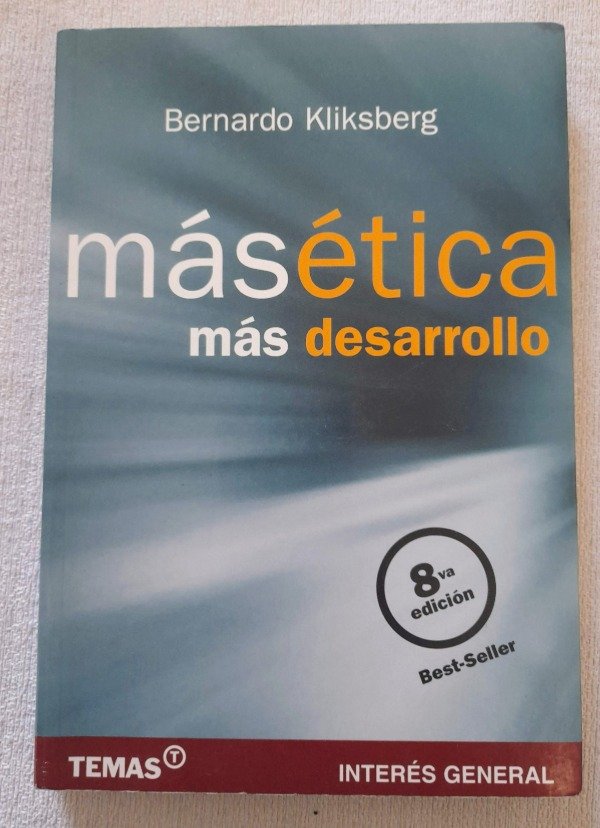 Bernardo Kliksberg
másética
más desarrollo
8va
edición
Best-Seller
TEMAS T
INTERÉS GENERAL